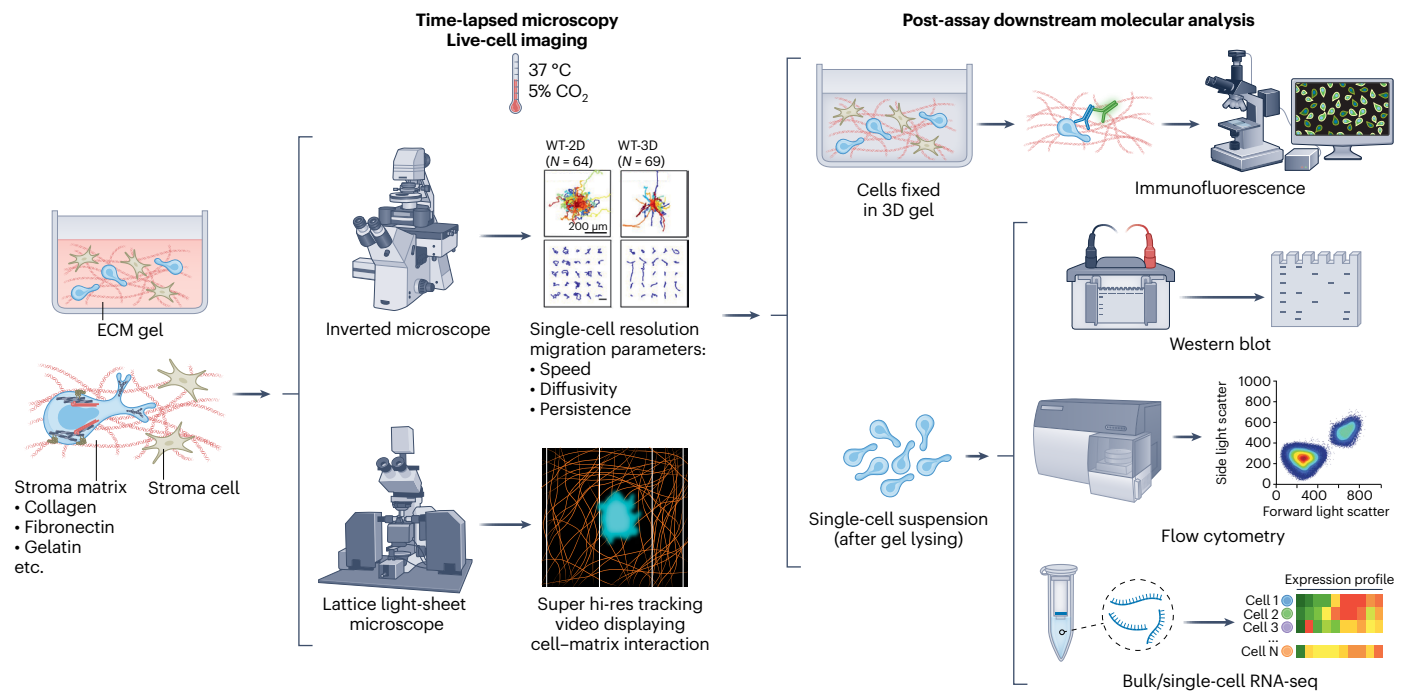 Time-lapsed microscopy
Live-cell imaging
37 °C
5% CO2
Post-assay downstream molecular analysis
ECM gel
Stroma matrix
• Collagen
• Fibronectin
• Gelatin
etc.
Stroma cell
Inverted microscope
WT-2D
(N = 64)
WT-3D
(N = 69)
200 µm
Single-cell resolution
migration parameters:
• Speed
• Diffusivity
• Persistence
Lattice light-sheet
microscope
Super hi-res tracking
video displaying
cell–matrix interaction
Cells fixed
in 3D gel
Immunofluorescence
Single-cell suspension
(after gel lysing)
Western blot
Side light scatter
1000
800
600
400
200
0
0
400
800
Forward light scatter
Flow cytometry
Expression profile
Cell 1
Cell 2
Cell 3
...
Cell N
Bulk/single-cell RNA-seq